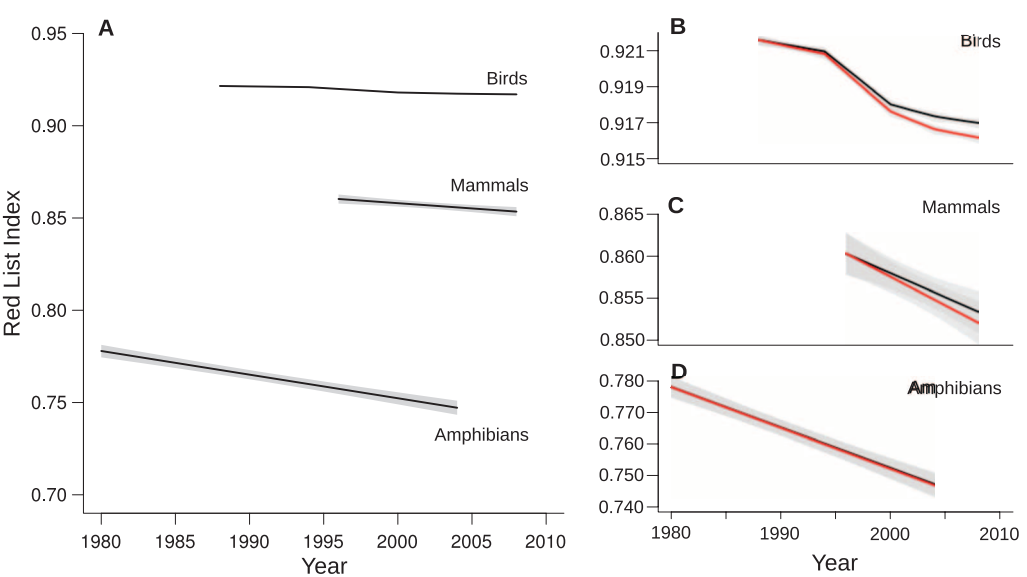 A
0.95
0.90
0.85
0.80
0.75
0.70
Red List Index
Birds
Mammals
Amphibians
1980 1985 1990 1995 2000 2005 2010
Year
B
Birds
0.921
0.919
0.917
0.915
C
Mammals
0.865
0.860
0.855
0.850
D
Amphibians
0.780
0.770
0.760
0.750
0.740
1980 1990 2000 2010
Year